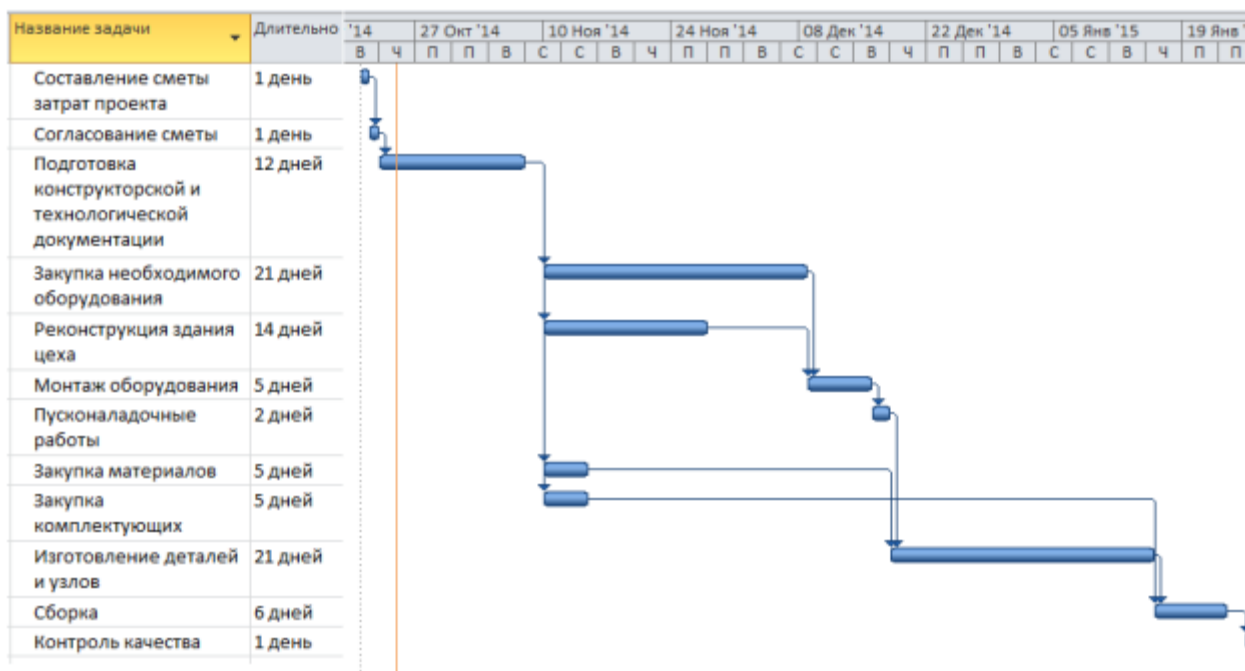 Название задачи Длительно '14 27 Окт '14 10 Ноя '14 24 Ноя '14 08 Дек '14 22 Дек '14 05 Янв '15 19 Янв '
В Ч П П В С С В Ч П П В С С В Ч П П В С С В Ч П П
Составление сметы 1 день
затрат проекта
Согласование сметы 1 день
Подготовка 12 дней
конструкторской и
технологической
документации
Закупка необходимого 21 дней
оборудования
Реконструкция здания 14 дней
цеха
Монтаж оборудования 5 дней
Пусконаладочные 2 дней
работы
Закупка материалов 5 дней
Закупка 5 дней
комплектующих
Изготовление деталей 21 дней
и узлов
Сборка 6 дней
Контроль качества 1 день